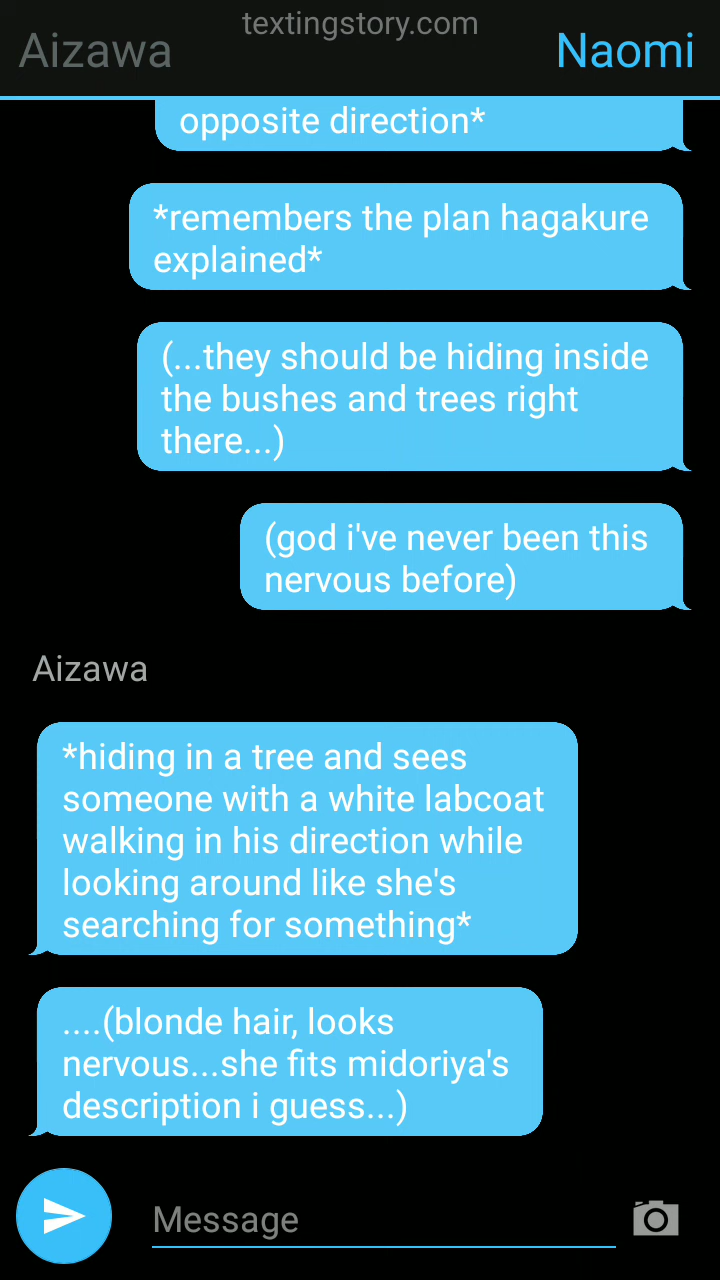 textingstory.com
Aizawa
Naomi
opposite direction*
*remembers the plan hagakure
explained*
(...they should be hiding inside
the bushes and trees right
there...)
(god i've never been this
nervous before)
Aizawa
*hiding in a tree and sees
someone with a white labcoat
walking in his direction while
looking around like she's
searching for something*
....(blonde hair, looks
nervous...she fits midoriya's
description i guess...)
Message